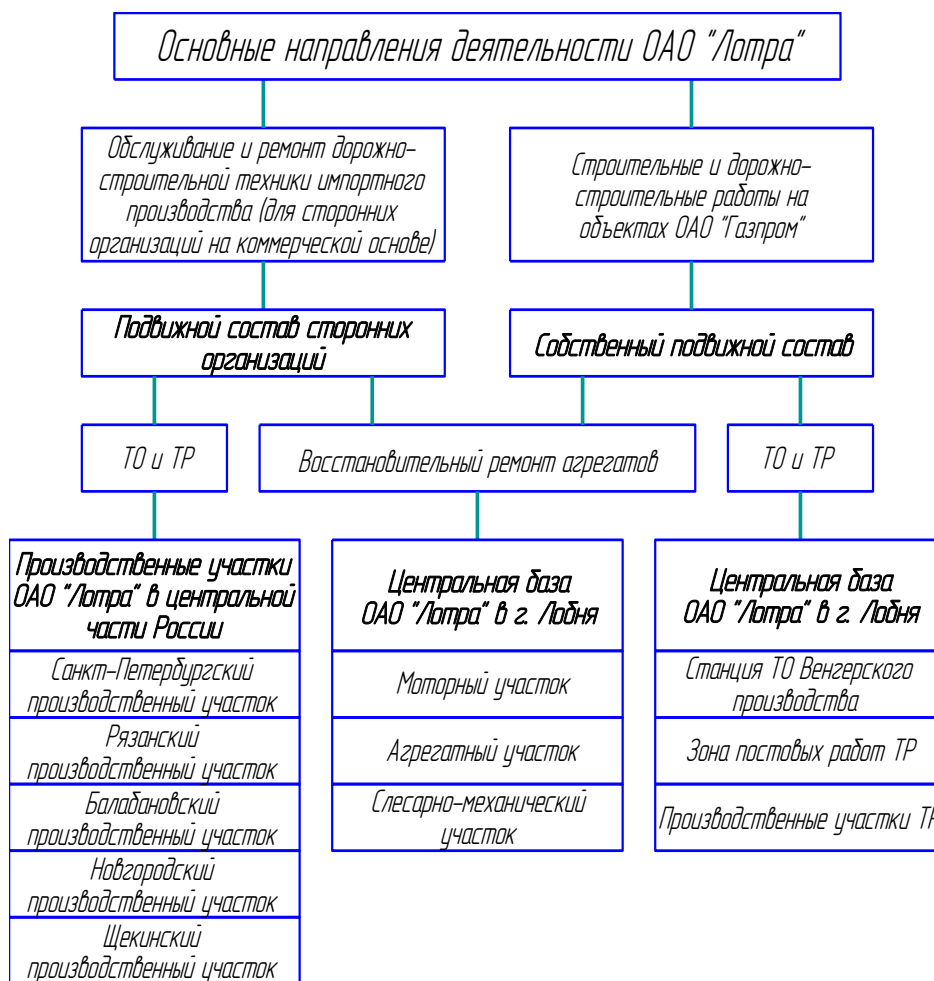 Основные направления деятельности ОАО "Лотра"
Обслуживание и ремонт дорожно-
строительной техники импортного
производства (для сторонних
организаций на коммерческой основе)
Строительные и дорожно-
строительные работы на
объектах ОАО "Газпром"
Подвижной состав сторонних
организаций
Собственный подвижной состав
ТО и ТР
Восстановительный ремонт агрегатов
ТО и ТР
Производственные участки
ОАО "Лотра" в центральной
части России
Санкт-Петербургский
производственный участок
Рязанский
производственный участок
Балабановский
производственный участок
Новгородский
производственный участок
Щекинский
производственный участок
Центральная база
ОАО "Лотра" в г. Лобня
Моторный участок
Агрегатный участок
Слесарно-механический
участок
Центральная база
ОАО "Лотра" в г. Лобня
Станция ТО Венгерского
производства
Зона постовых работ ТР
Производственные участки ТР